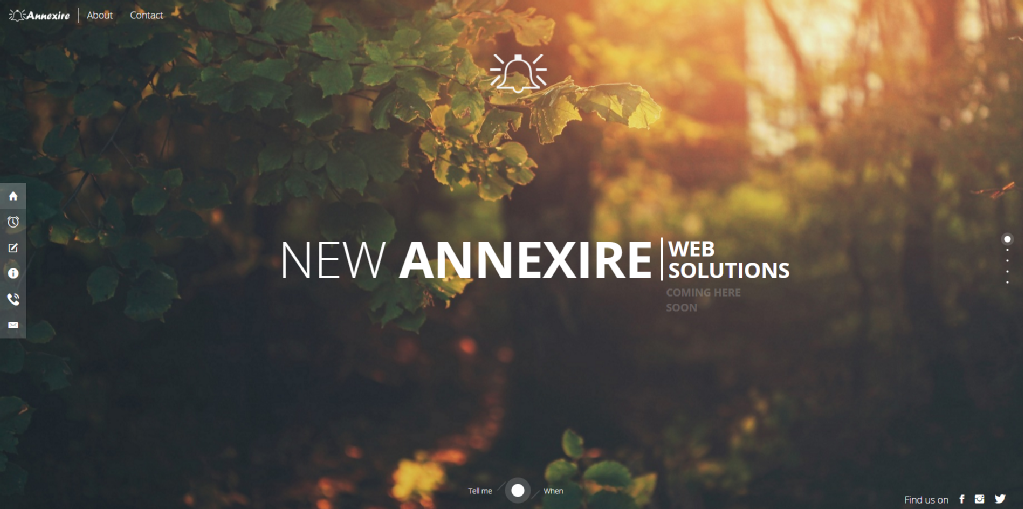 Annexire
About
Contact
NEW ANNEXIRE
WEB
SOLUTIONS
COMING HERE
SOON
Tell me
When
Find us on